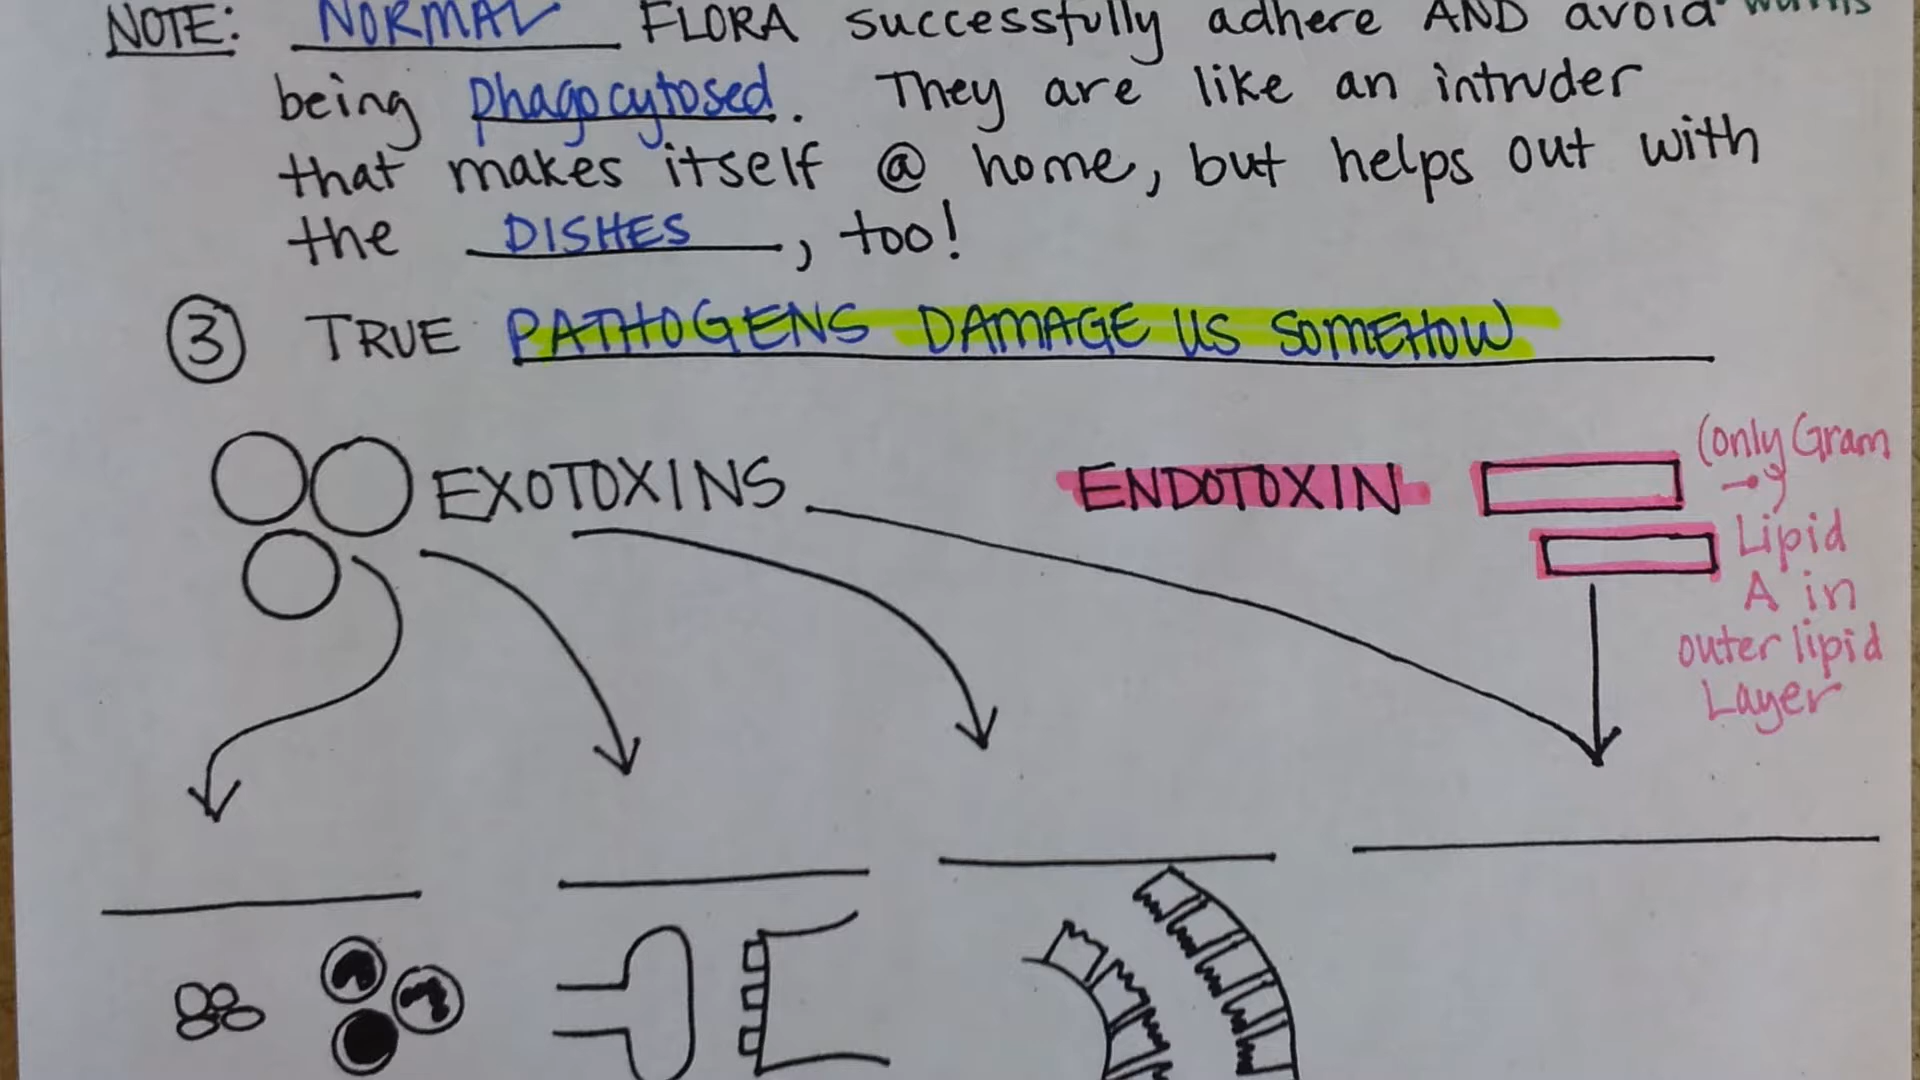 NOTE: NORMAL FLORA successfully adhere AND avoid
being phagocytosed. They are like an intruder
that makes itself @ home, but helps out with
the DISHES, too!
③ TRUE PATHOGENS DAMAGE US SOMEHOW
EXOTOXINS
ENDOTOXIN
(only Gram
-)
Lipid
A in
outer lipid
Layer